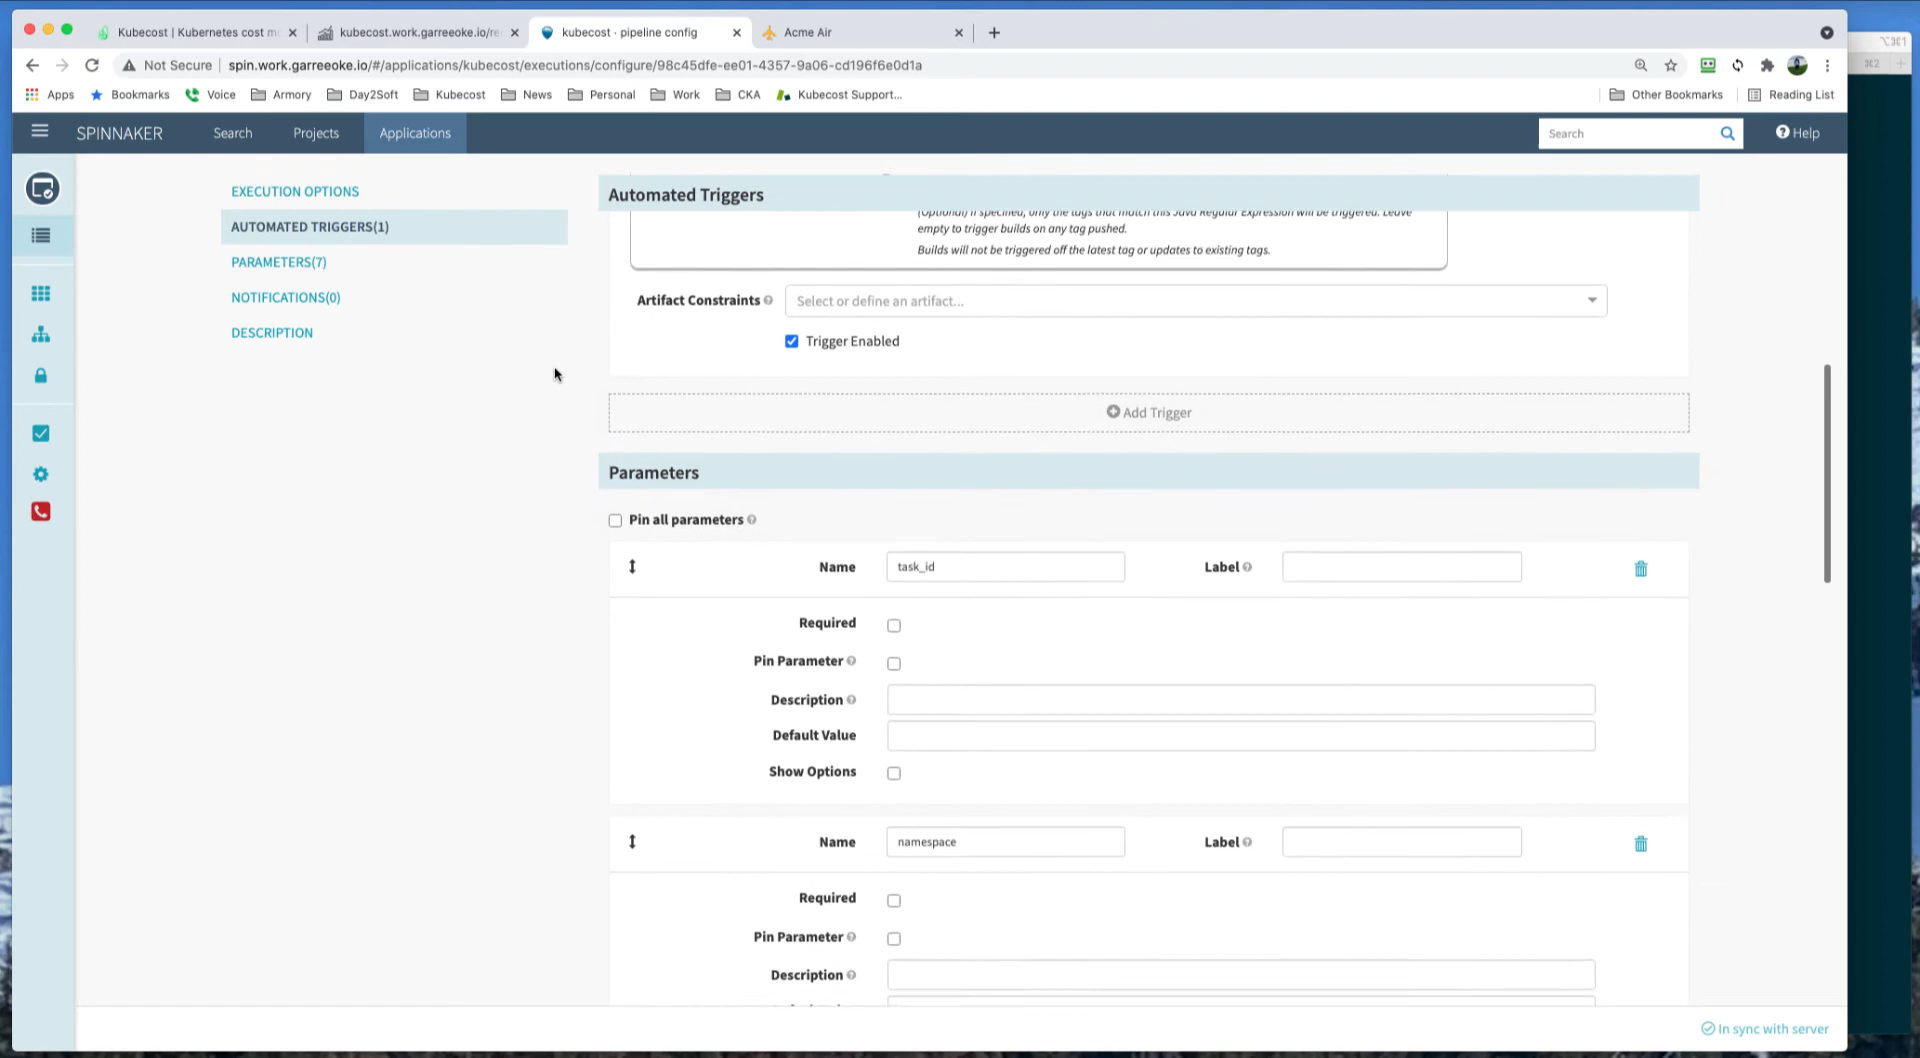 Kubecost | Kubernetes cost m
kubecost.work.garreeoke.io/re
kubecost · pipeline config
Acme Air
⌥⌘1
Not Secure
spin.work.garreeoke.io/#/applications/kubecost/executions/configure/98c45dfe-ee01-4357-9a06-cd196f6e0d1a
⌘2
Apps
Bookmarks
Voice
Armory
Day2Soft
Kubecost
News
Personal
Work
CKA
Kubecost Support...
Other Bookmarks
Reading List
SPINNAKER
Search
Projects
Applications
Search
Help
EXECUTION OPTIONS
AUTOMATED TRIGGERS(1)
PARAMETERS(7)
NOTIFICATIONS(0)
DESCRIPTION
Automated Triggers
(Optional) If specified, only the tags that match this Java Regular Expression will be triggered. Leave
empty to trigger builds on any tag pushed.
Builds will not be triggered off the latest tag or updates to existing tags.
Artifact Constraints
Select or define an artifact...
Trigger Enabled
Add Trigger
Parameters
Pin all parameters
Name
task_id
Label
Required
Pin Parameter
Description
Default Value
Show Options
Name
namespace
Label
Required
Pin Parameter
Description
In sync with server